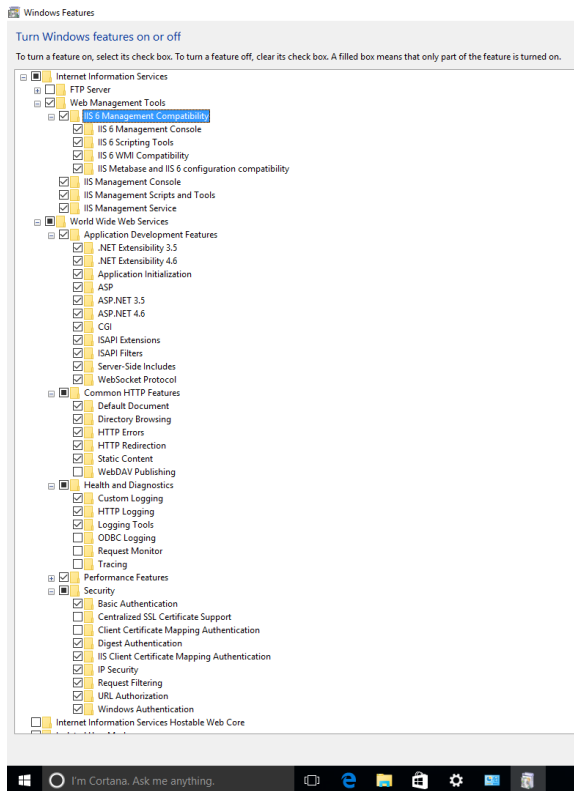 Windows Features
Turn Windows features on or off
To turn a feature on, select its check box. To turn a feature off, clear its check box. A filled box means that only part of the feature is turned on.
Internet Information Services
FTP Server
Web Management Tools
IIS 6 Management Compatibility
IIS 6 Management Console
IIS 6 Scripting Tools
IIS 6 WMI Compatibility
IIS Metabase and IIS 6 configuration compatibility
IIS Management Console
IIS Management Scripts and Tools
IIS Management Service
World Wide Web Services
Application Development Features
.NET Extensibility 3.5
.NET Extensibility 4.6
Application Initialization
ASP
ASP.NET 3.5
ASP.NET 4.6
CGI
ISAPI Extensions
ISAPI Filters
Server-Side Includes
WebSocket Protocol
Common HTTP Features
Default Document
Directory Browsing
HTTP Errors
HTTP Redirection
Static Content
WebDAV Publishing
Health and Diagnostics
Custom Logging
HTTP Logging
Logging Tools
ODBC Logging
Request Monitor
Tracing
Performance Features
Security
Basic Authentication
Centralized SSL Certificate Support
Client Certificate Mapping Authentication
Digest Authentication
IIS Client Certificate Mapping Authentication
IP Security
Request Filtering
URL Authorization
Windows Authentication
Internet Information Services Hostable Web Core
I'm Cortana. Ask me anything.